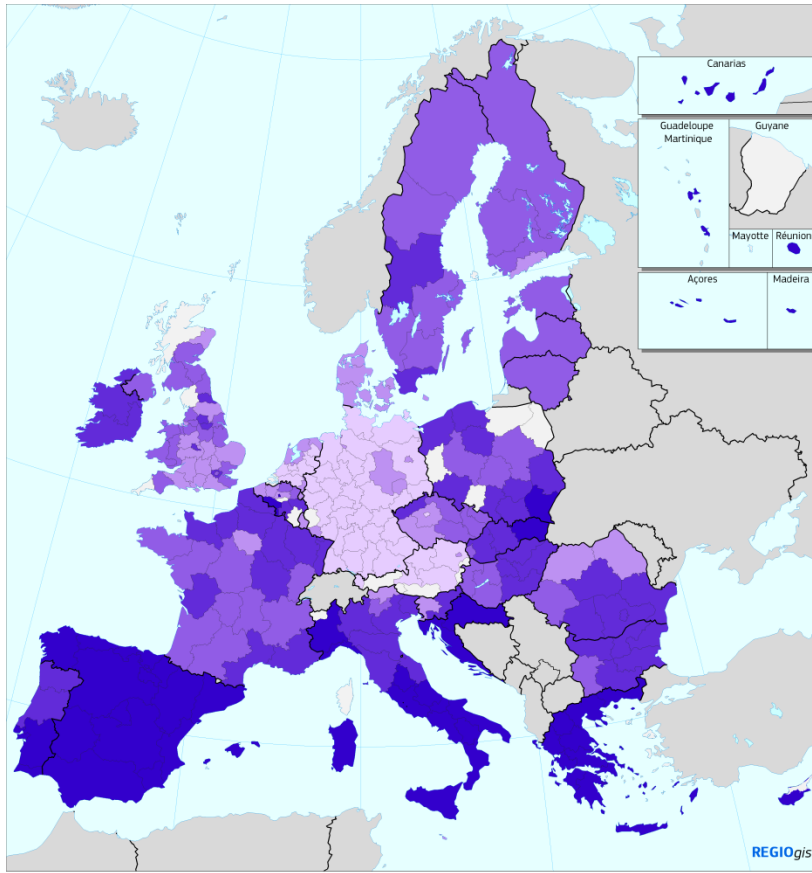 Canarias
Guadeloupe
Martinique
Guyane
Mayotte
Réunion
Açores
Madeira
REGIOgis